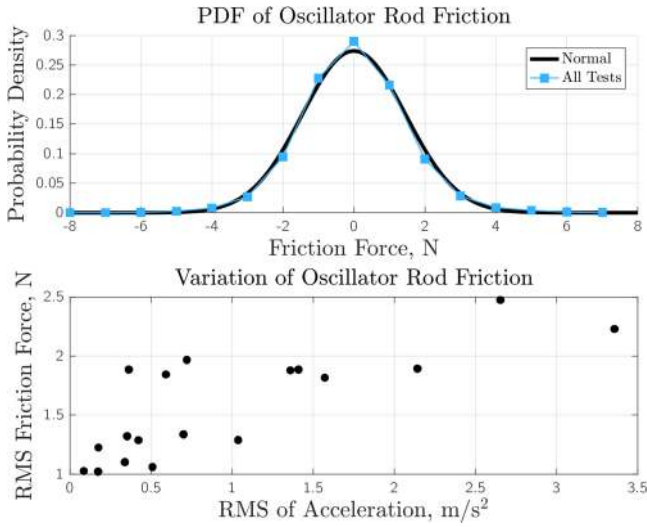 PDF of Oscillator Rod Friction
Probability Density
0.3
0.25
0.2
0.15
0.1
0.05
0
Normal
All Tests
-8 -6 -4 -2 0 2 4 6 8
Friction Force, N
Variation of Oscillator Rod Friction
RMS Friction Force, N
2.5
2
1.5
1
0 0.5 1 1.5 2 2.5 3 3.5
RMS of Acceleration, m/s²